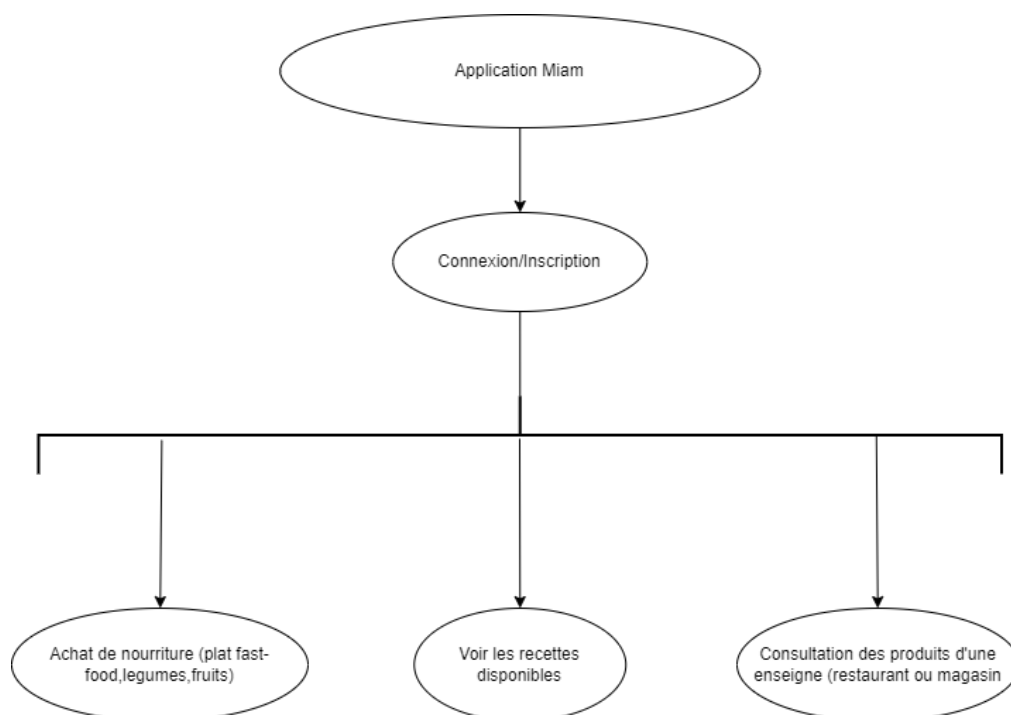 Application Miam
Connexion/Inscription
Achat de nourriture (plat fast-
food,legumes,fruits)
Voir les recettes
disponibles
Consultation des produits d'une
enseigne (restaurant ou magasin